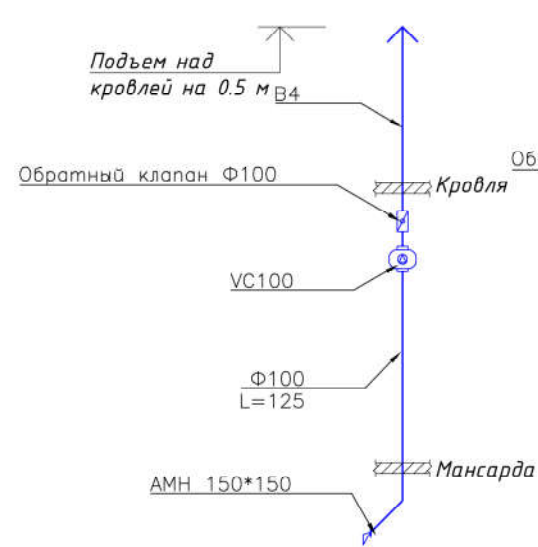 Подъем над
кровлей на 0.5 м
В4
Об
Обратный клапан Ф100
Кровля
VC100
Ф100
L=125
Мансарда
АМН 150*150